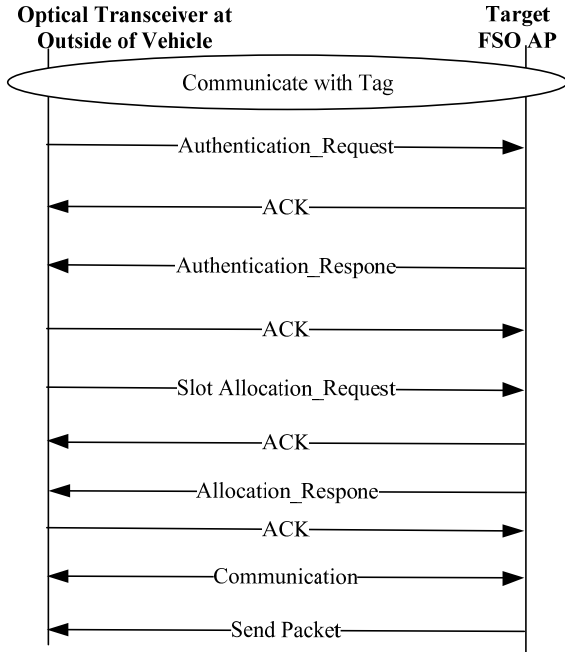 Optical Transceiver at
Outside of Vehicle
Target
FSO AP
Communicate with Tag
Authentication_Request
ACK
Authentication_Respone
ACK
Slot Allocation_Request
ACK
Allocation_Respone
ACK
Communication
Send Packet